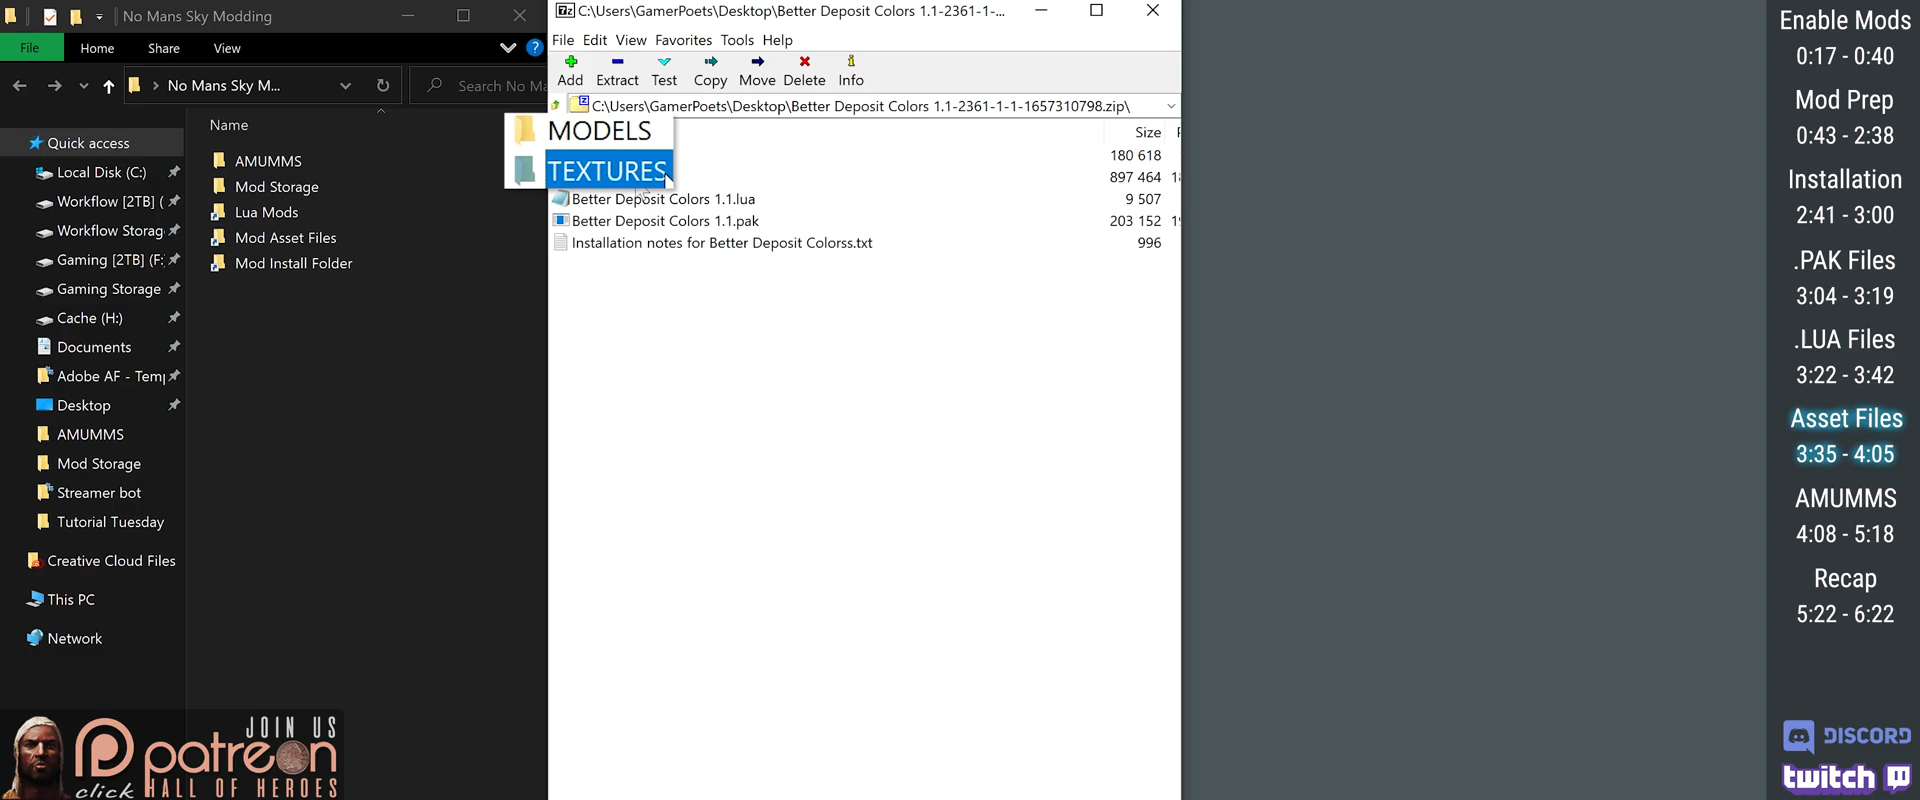 No Mans Sky Modding
File Home Share View
No Mans Sky M...
Search No Ma
Name
Quick access
Local Disk (C:)
Workflow [2TB] (
Workflow Storag
Gaming [2TB] (F:
Gaming Storage
Cache (H:)
Documents
Adobe AF - Temp
Desktop
AMUMMS
Mod Storage
Streamer bot
Tutorial Tuesday
Creative Cloud Files
This PC
Network
AMUMMS
Mod Storage
Lua Mods
Mod Asset Files
Mod Install Folder
JOIN US
patreon
click HALL OF HEROES
7z C:\Users\GamerPoets\Desktop\Better Deposit Colors 1.1-2361-1-...
File Edit View Favorites Tools Help
Add Extract Test Copy Move Delete Info
C:\Users\GamerPoets\Desktop\Better Deposit Colors 1.1-2361-1-1-1657310798.zip\
Size
MODELS 180 618
TEXTURES 897 464 18
Better Deposit Colors 1.1.lua 9 507
Better Deposit Colors 1.1.pak 203 152 19
Installation notes for Better Deposit Colorss.txt 996
Enable Mods
0:17 - 0:40
Mod Prep
0:43 - 2:38
Installation
2:41 - 3:00
.PAK Files
3:04 - 3:19
.LUA Files
3:22 - 3:42
Asset Files
3:35 - 4:05
AMUMMS
4:08 - 5:18
Recap
5:22 - 6:22
DISCORD
twitch